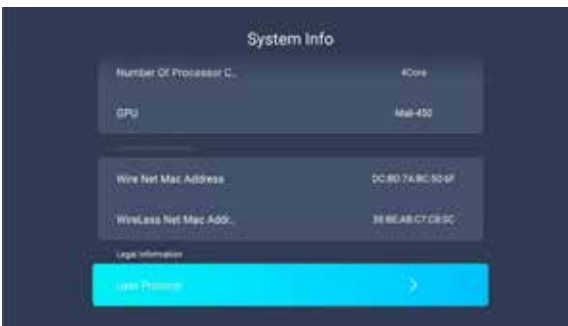 System Info
Number Of Processor C.. 4Core
GPU Mali-450
Wire Net Mac Address
WireLess Net Mac Addr..
Legal Information
User Protocol